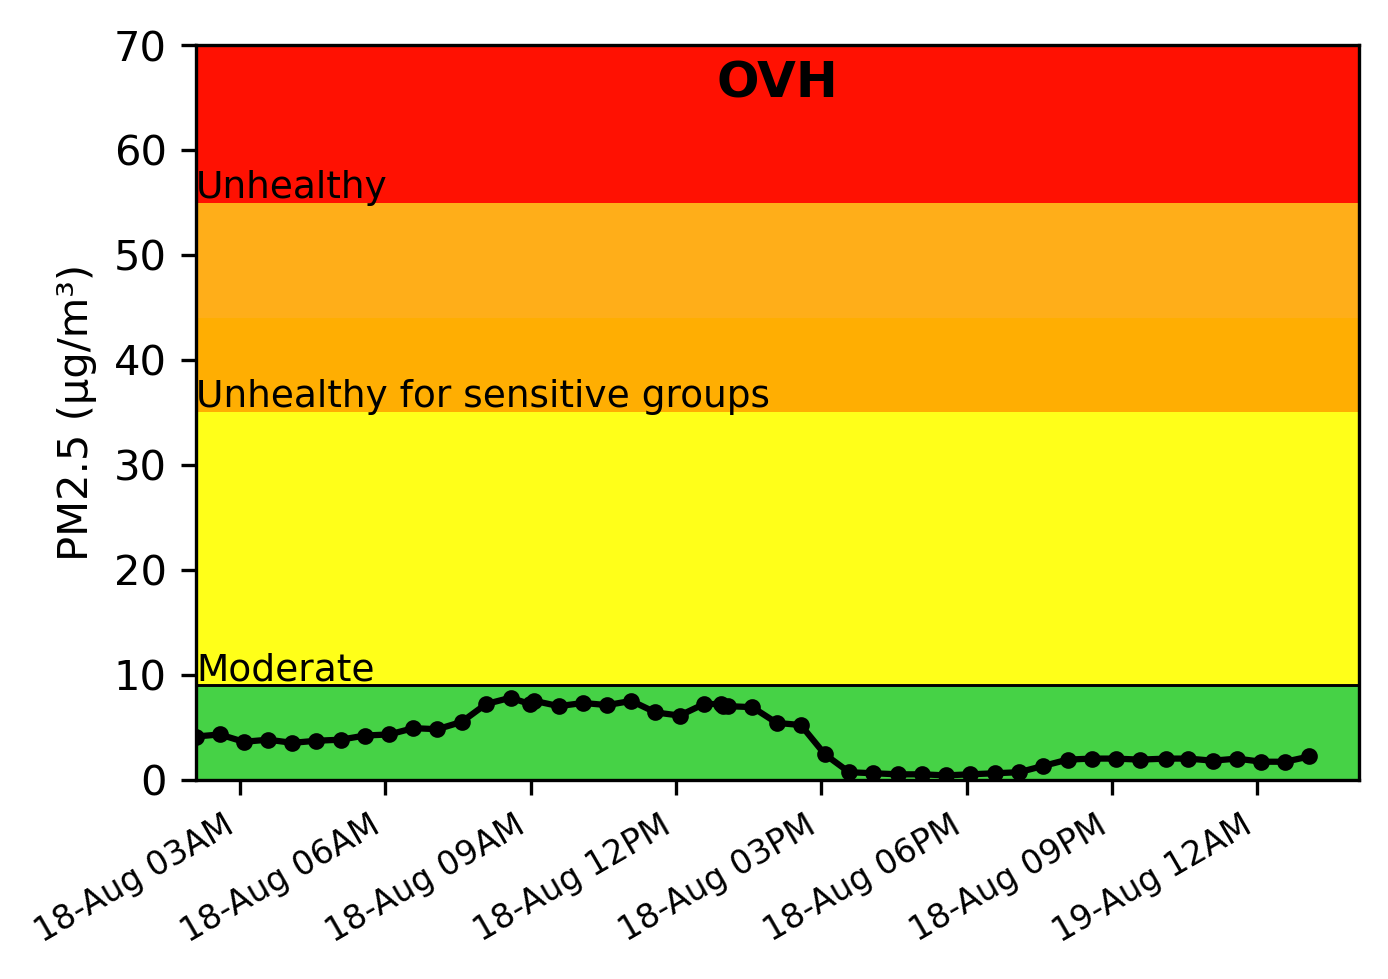 OVH
70
60
50
40
30
20
10
0
PM2.5 (µg/m³)
Unhealthy
Unhealthy for sensitive groups
Moderate
18-Aug 03AM
18-Aug 06AM
18-Aug 09AM
18-Aug 12PM
18-Aug 03PM
18-Aug 06PM
18-Aug 09PM
19-Aug 12AM